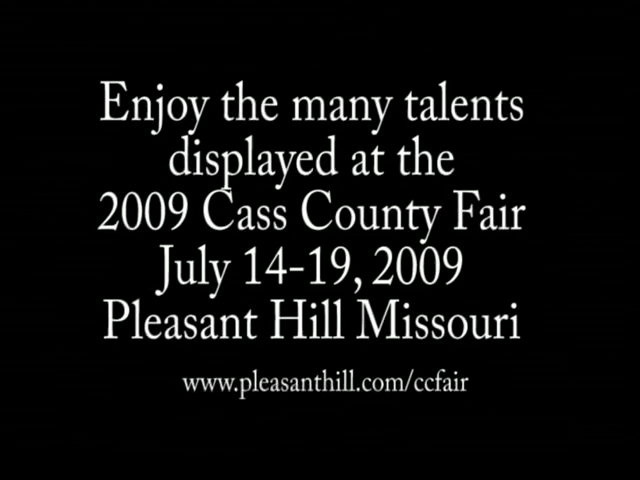 Enjoy the many talents
displayed at the
2009 Cass County Fair
July 14-19, 2009
Pleasant Hill Missouri
www.pleasanthill.com/ccfair